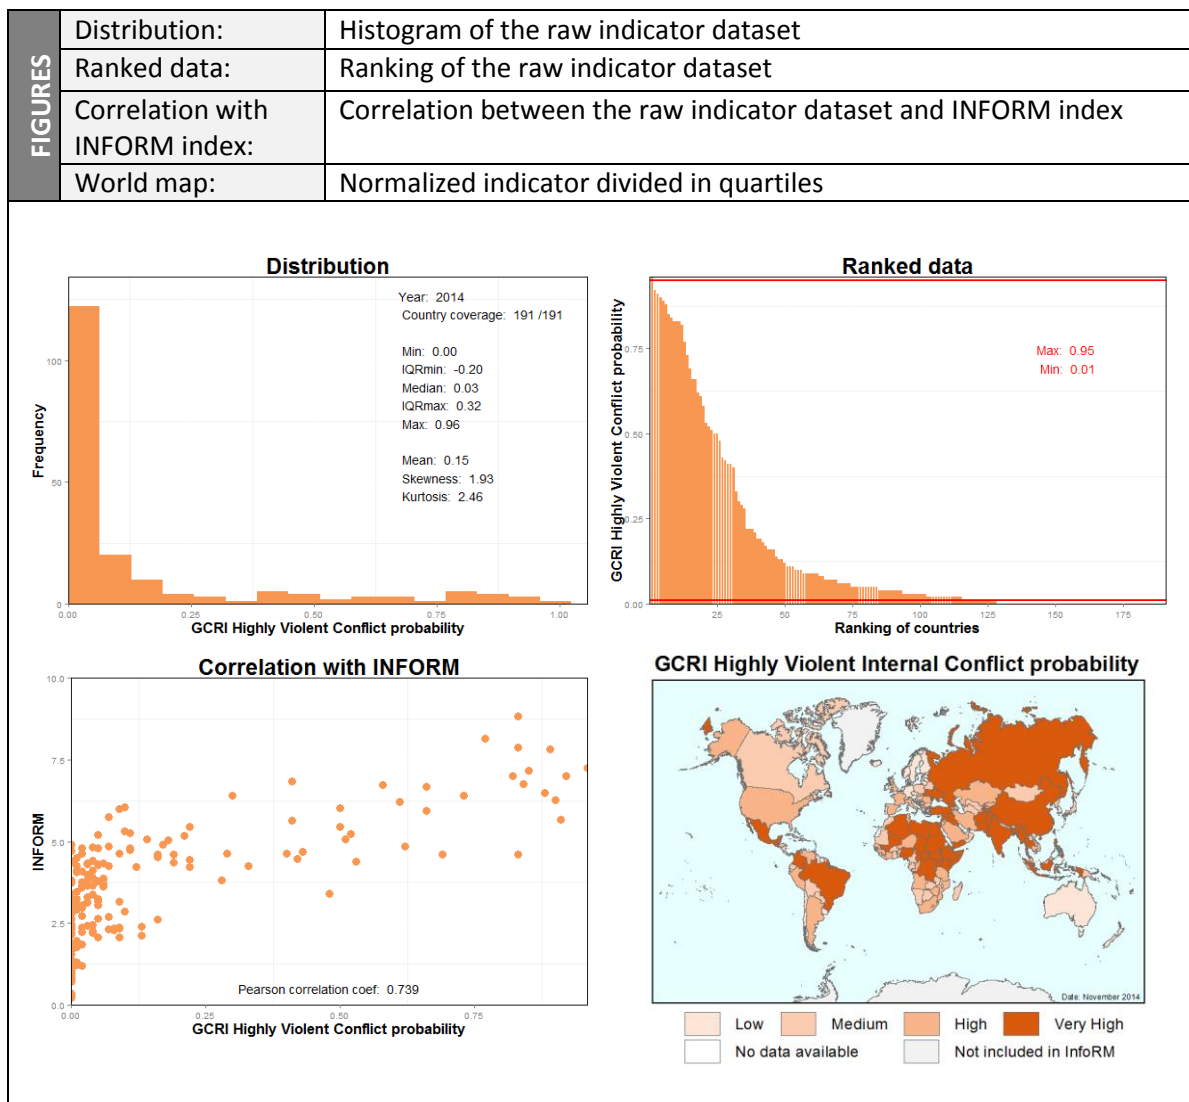 FIGURES
Distribution: Histogram of the raw indicator dataset
Ranked data: Ranking of the raw indicator dataset
Correlation with Correlation between the raw indicator dataset and INFORM index
INFORM index:
World map: Normalized indicator divided in quartiles
Distribution
Year: 2014
Country coverage: 191 /191
Min: 0.00
IQRmin: -0.20
Median: 0.03
IQRmax: 0.32
Max: 0.96
Mean: 0.15
Skewness: 1.93
Kurtosis: 2.46
Frequency
100
50
0
0.00 0.25 0.50 0.75 1.00
GCRI Highly Violent Conflict probability
Ranked data
GCRI Highly Violent Conflict probability
Max: 0.95
Min: 0.01
0.75
0.50
0.25
0.00
25 50 75 100 125 150 175
Ranking of countries
Correlation with INFORM
INFORM
10.0
7.5
5.0
2.5
0.0
Pearson correlation coef: 0.739
0.00 0.25 0.50 0.75
GCRI Highly Violent Conflict probability
GCRI Highly Violent Internal Conflict probability
Date: November 2014
Low Medium High Very High
No data available Not included in InfoRM